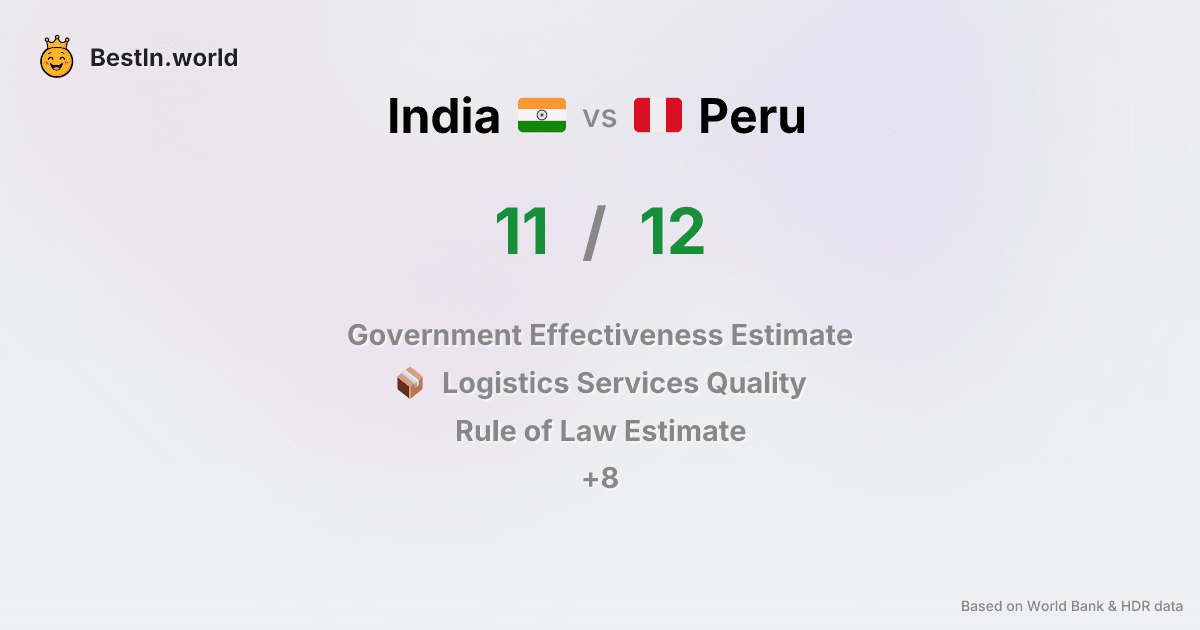 BestIn.world
India vs Peru
11 / 12
Government Effectiveness Estimate
Logistics Services Quality
Rule of Law Estimate
+8
Based on World Bank & HDR data